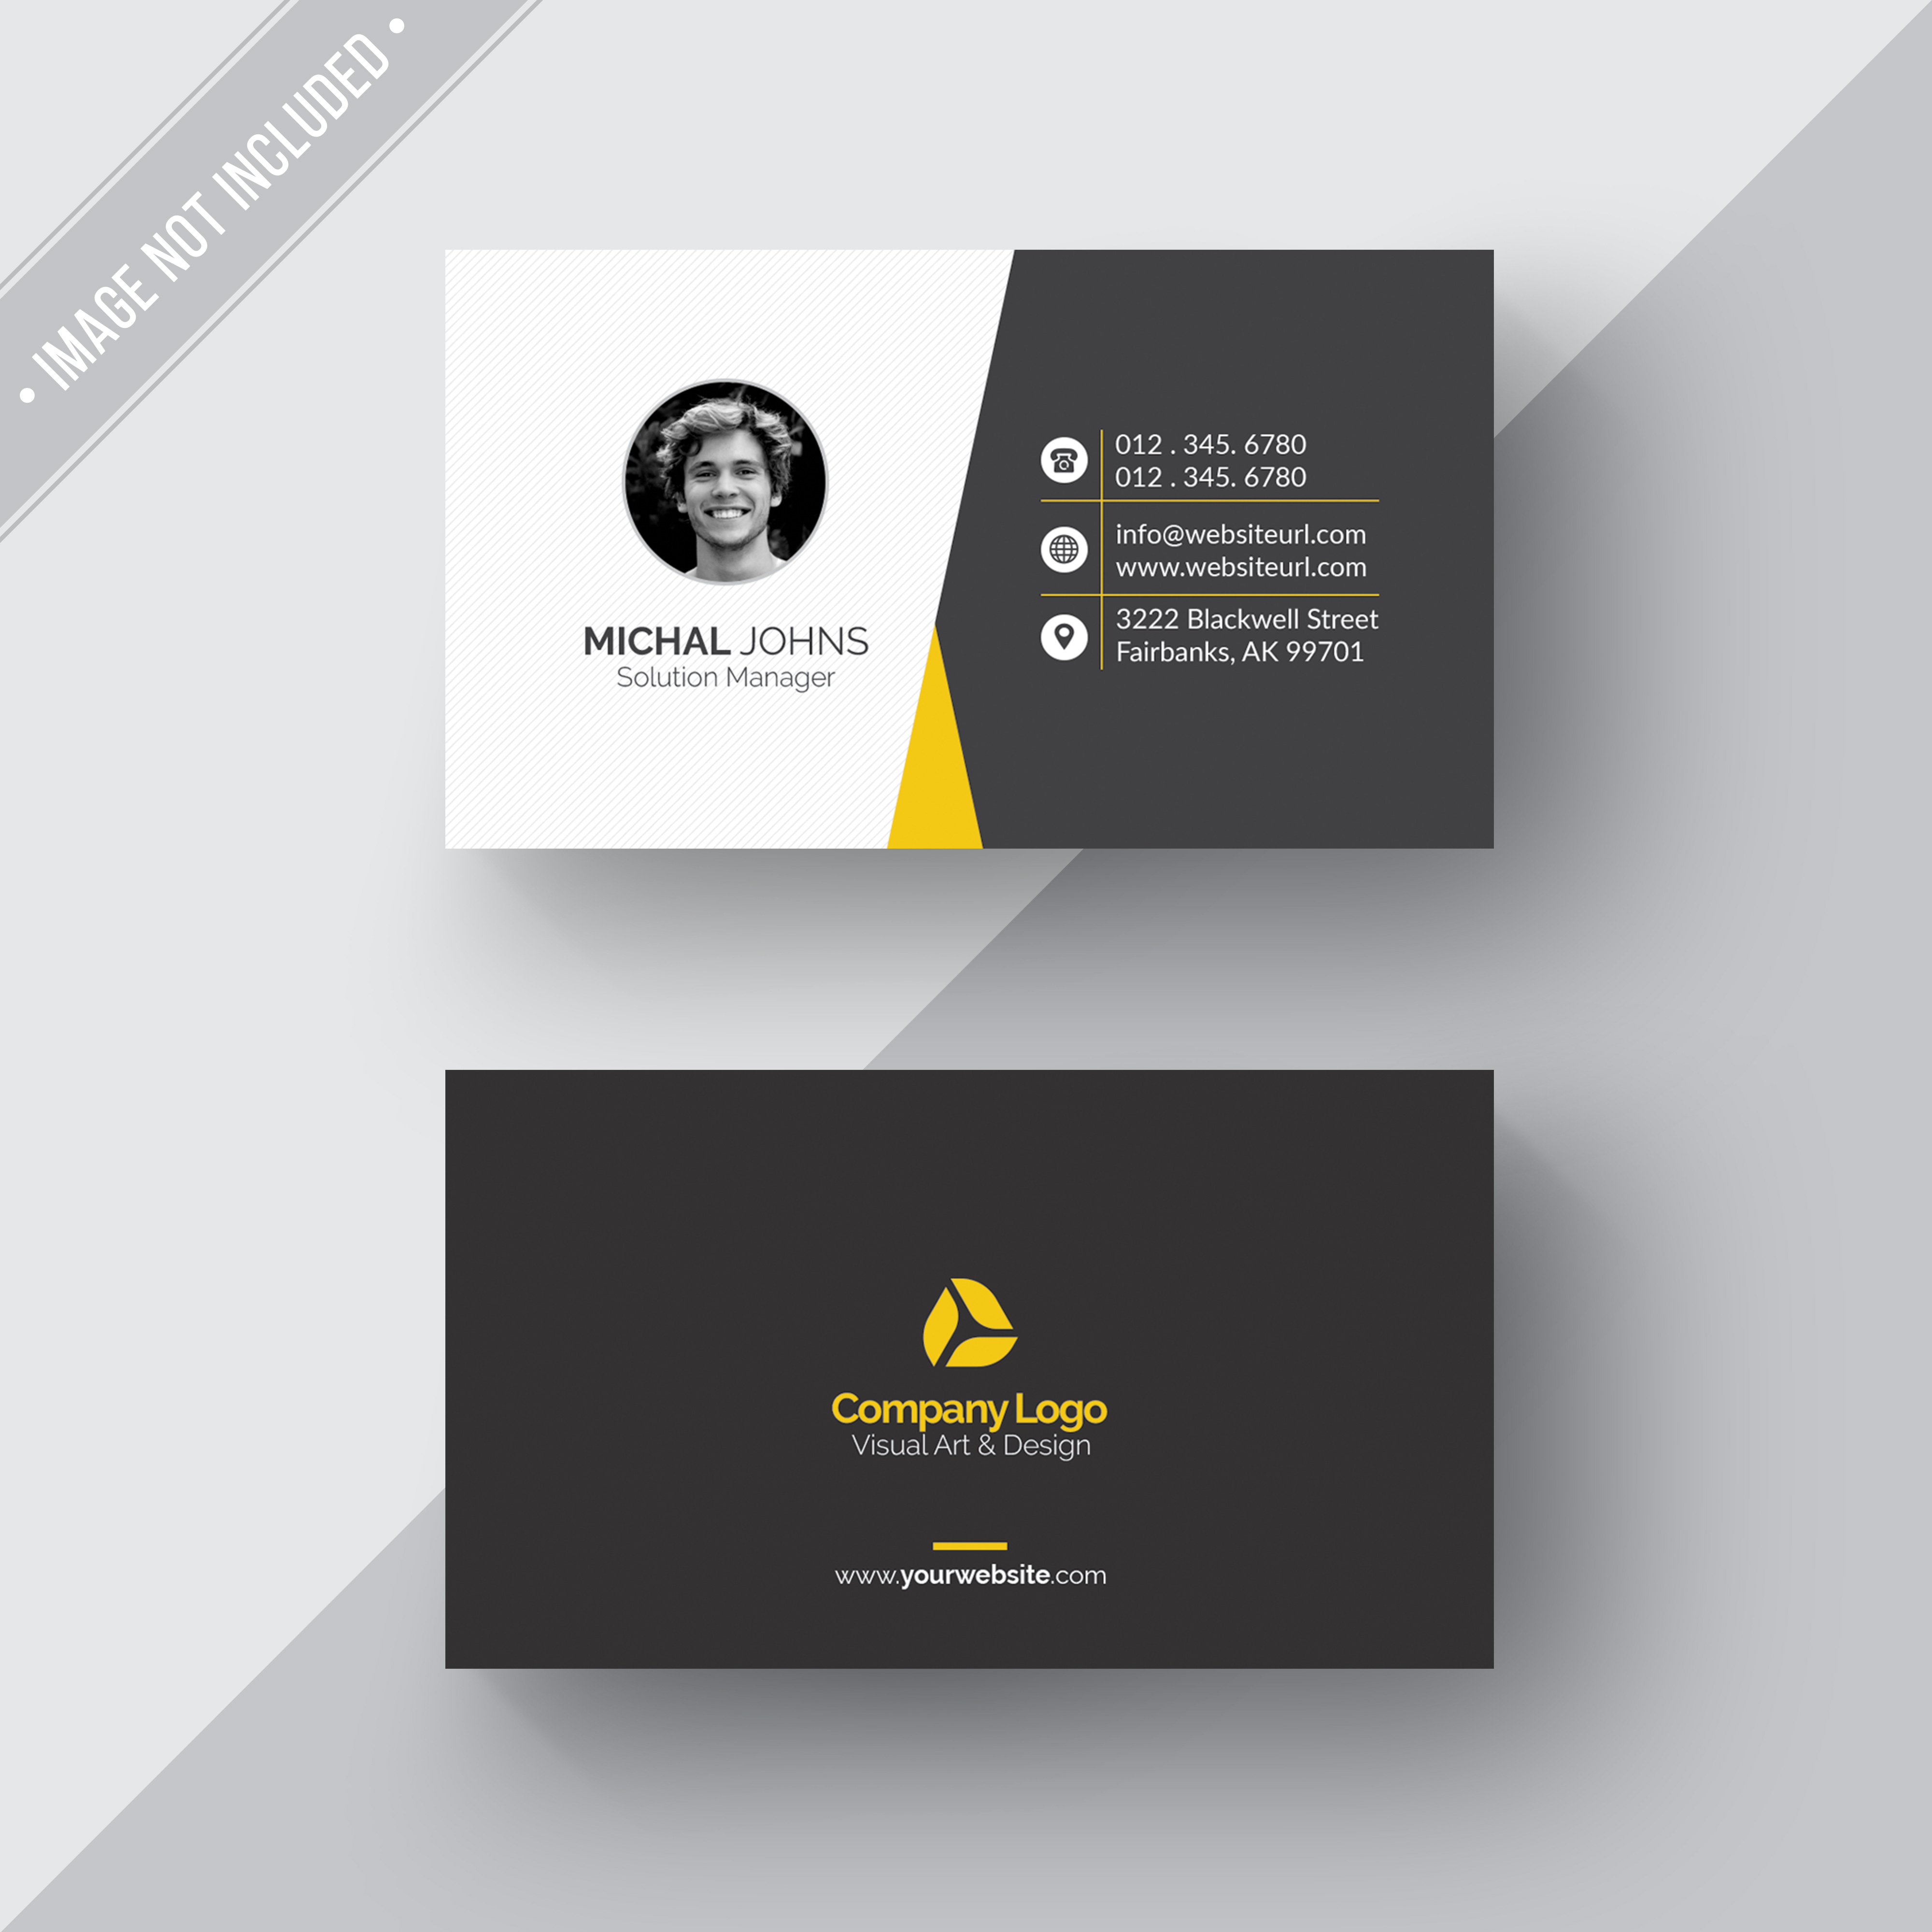 • IMAGE NOT INCLUDED •
MICHAL JOHNS
Solution Manager
012 . 345. 6780
012 . 345. 6780
info@websiteurl.com
www.websiteurl.com
3222 Blackwell Street
Fairbanks, AK 99701
Company Logo
Visual Art & Design
www.yourwebsite.com